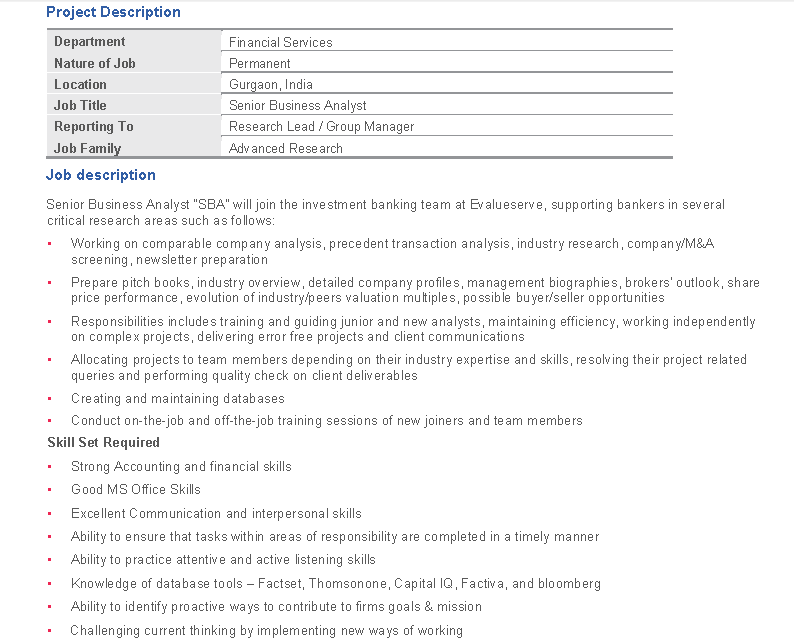 Project Description
Department Financial Services
Nature of Job Permanent
Location Gurgaon, India
Job Title Senior Business Analyst
Reporting To Research Lead / Group Manager
Job Family Advanced Research
Job description
Senior Business Analyst "SBA" will join the investment banking team at Evalueserve, supporting bankers in several
critical research areas such as follows:
• Working on comparable company analysis, precedent transaction analysis, industry research, company/M&A
screening, newsletter preparation
• Prepare pitch books, industry overview, detailed company profiles, management biographies, brokers' outlook, share
price performance, evolution of industry/peers valuation multiples, possible buyer/seller opportunities
• Responsibilities includes training and guiding junior and new analysts, maintaining efficiency, working independently
on complex projects, delivering error free projects and client communications
• Allocating projects to team members depending on their industry expertise and skills, resolving their project related
queries and performing quality check on client deliverables
• Creating and maintaining databases
• Conduct on-the-job and off-the-job training sessions of new joiners and team members
Skill Set Required
• Strong Accounting and financial skills
• Good MS Office Skills
• Excellent Communication and interpersonal skills
• Ability to ensure that tasks within areas of responsibility are completed in a timely manner
• Ability to practice attentive and active listening skills
• Knowledge of database tools – Factset, Thomsonone, Capital IQ, Factiva, and bloomberg
• Ability to identify proactive ways to contribute to firms goals & mission
• Challenging current thinking by implementing new ways of working